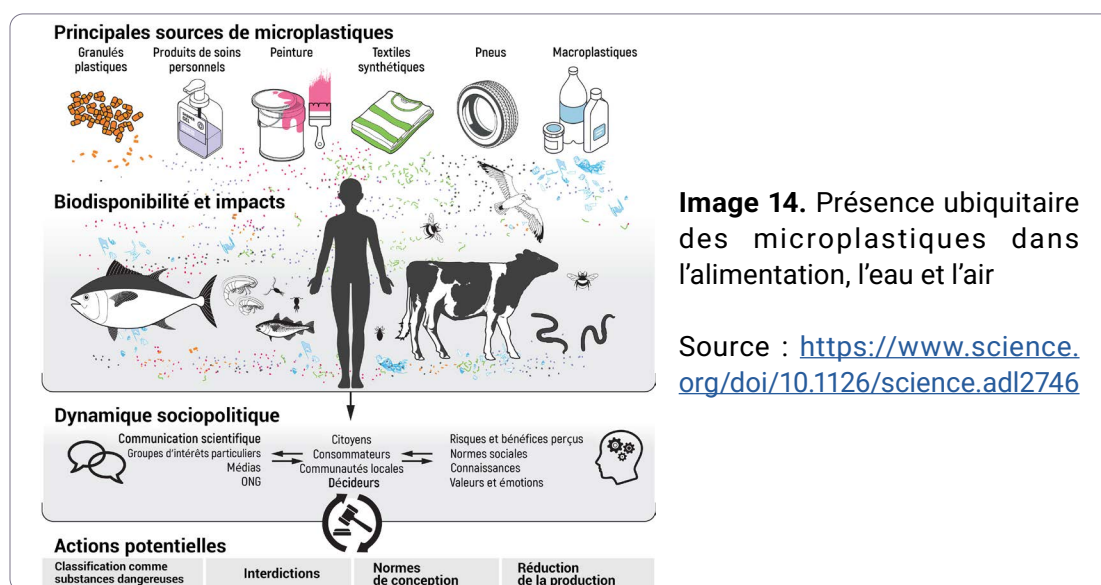 Principales sources de microplastiques
Granulés
plastiques
Produits de soins
personnels
Peinture
Textiles
synthétiques
Pneus
Macroplastiques
Biodisponibilité et impacts
Dynamique sociopolitique
Communication scientifique
Groupes d'intérêts particuliers
Médias
ONG
Citoyens
Consommateurs
Communautés locales
Décideurs
Risques et bénéfices perçus
Normes sociales
Connaissances
Valeurs et émotions
Actions potentielles
Classification comme
substances dangereuses
Interdictions
Normes
de conception
Réduction
de la production
Image 14. Présence ubiquitaire
des microplastiques dans
l'alimentation, l'eau et l'air
Source : https://www.science.
org/doi/10.1126/science.adl2746